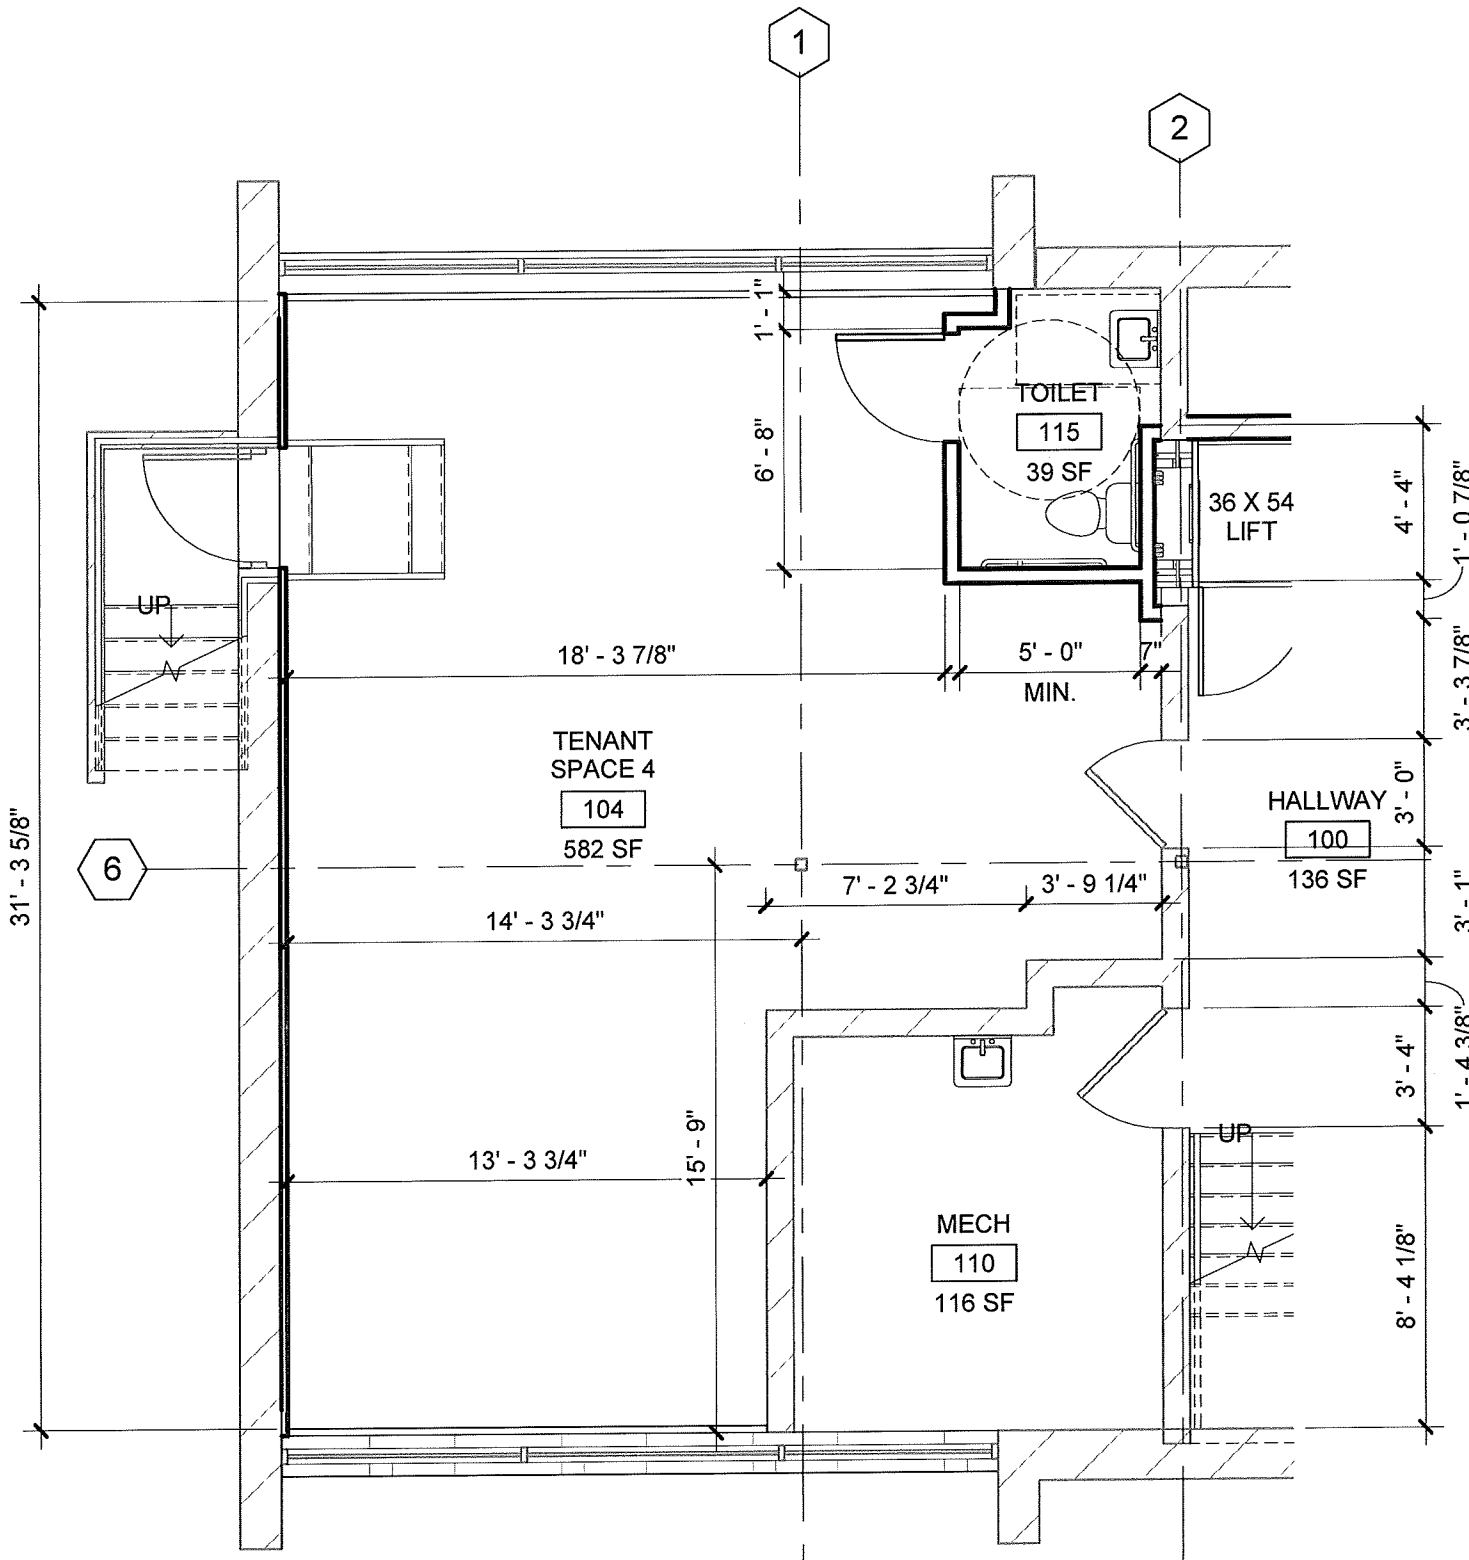 1
2
1' - 1"
TOILET
115
39 SF
6' - 8"
36 X 54
LIFT
4' - 4"
1' - 0 7/8"
UP
18' - 3 7/8"
5' - 0"
MIN.
7"
3' - 3 7/8"
TENANT
SPACE 4
104
582 SF
HALLWAY
100
136 SF
3' - 0"
31' - 3 5/8"
6
7' - 2 3/4"
3' - 9 1/4"
14' - 3 3/4"
3' - 1"
1' - 4 3/8"
3' - 4"
UP
13' - 3 3/4"
15' - 9"
MECH
110
116 SF
8' - 4 1/8"